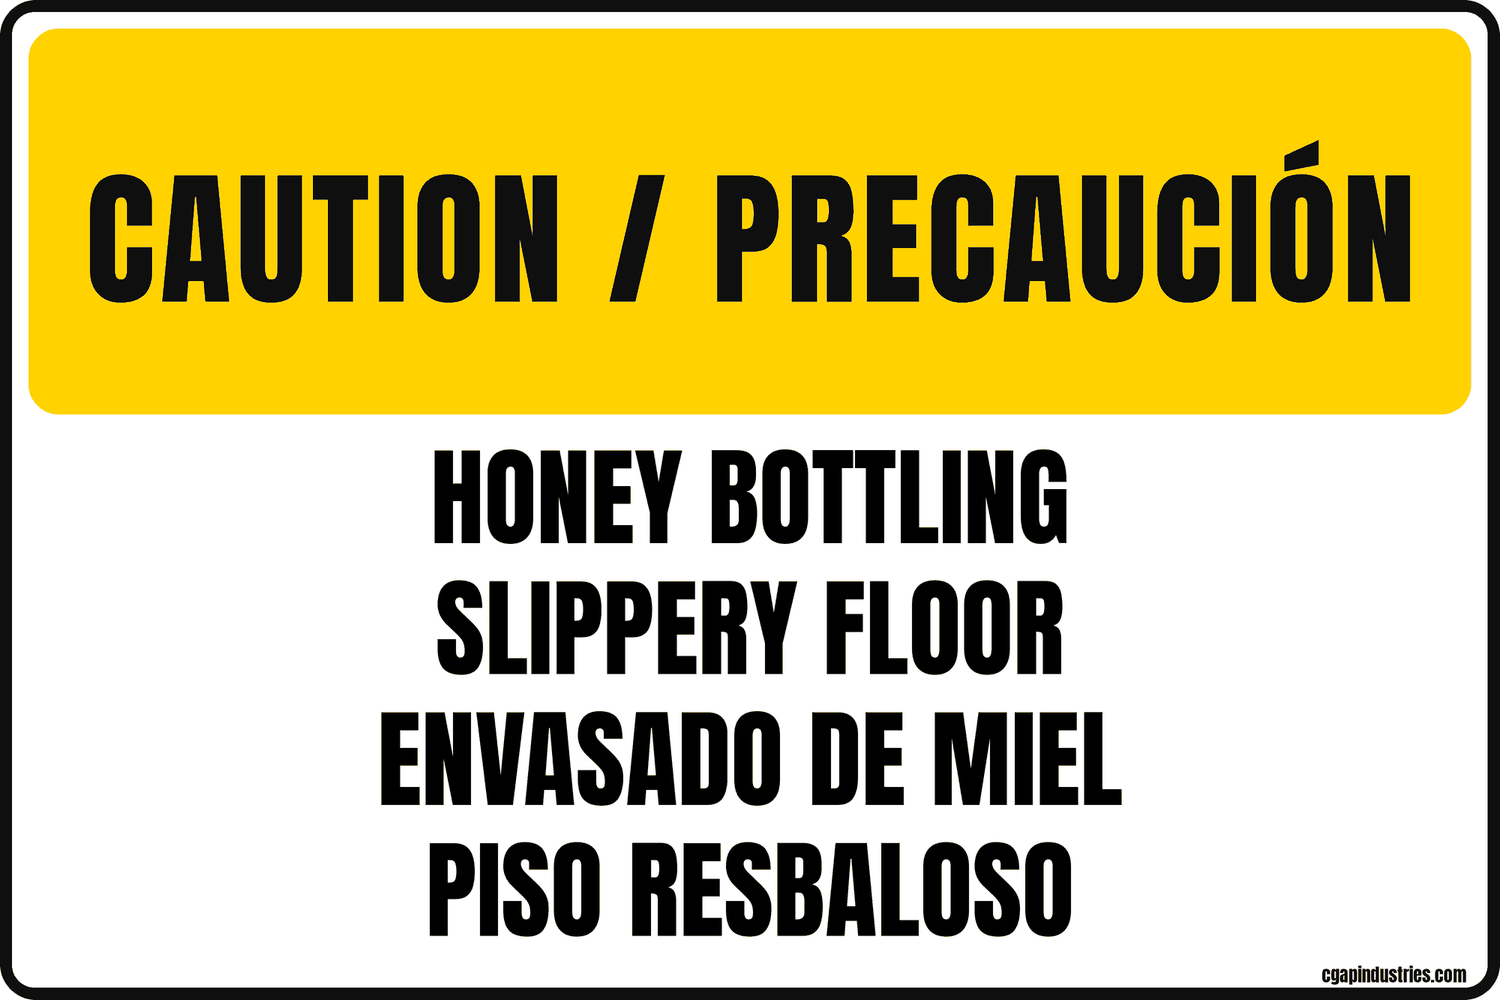 CAUTION / PRECAUCIÓN
HONEY BOTTLING
SLIPPERY FLOOR
ENVASADO DE MIEL
PISO RESBALOSO
cgapindustries.com